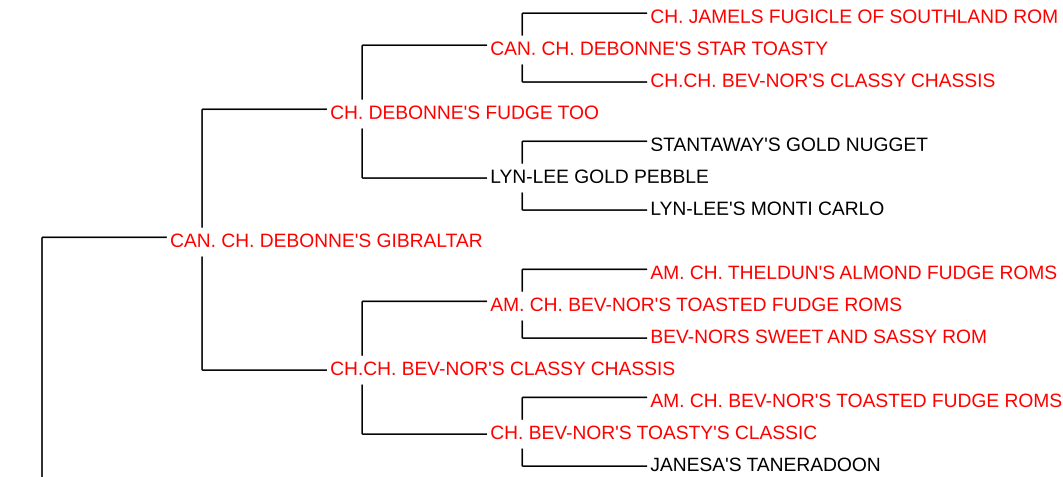 CH. JAMELS FUGICLE OF SOUTHLAND ROM
CAN. CH. DEBONNE'S STAR TOASTY
CH.CH. BEV-NOR'S CLASSY CHASSIS
CH. DEBONNE'S FUDGE TOO
STANTAWAY'S GOLD NUGGET
LYN-LEE GOLD PEBBLE
LYN-LEE'S MONTI CARLO
CAN. CH. DEBONNE'S GIBRALTAR
AM. CH. THELDUN'S ALMOND FUDGE ROMS
AM. CH. BEV-NOR'S TOASTED FUDGE ROMS
BEV-NORS SWEET AND SASSY ROM
CH.CH. BEV-NOR'S CLASSY CHASSIS
AM. CH. BEV-NOR'S TOASTED FUDGE ROMS
CH. BEV-NOR'S TOASTY'S CLASSIC
JANESA'S TANERADOON